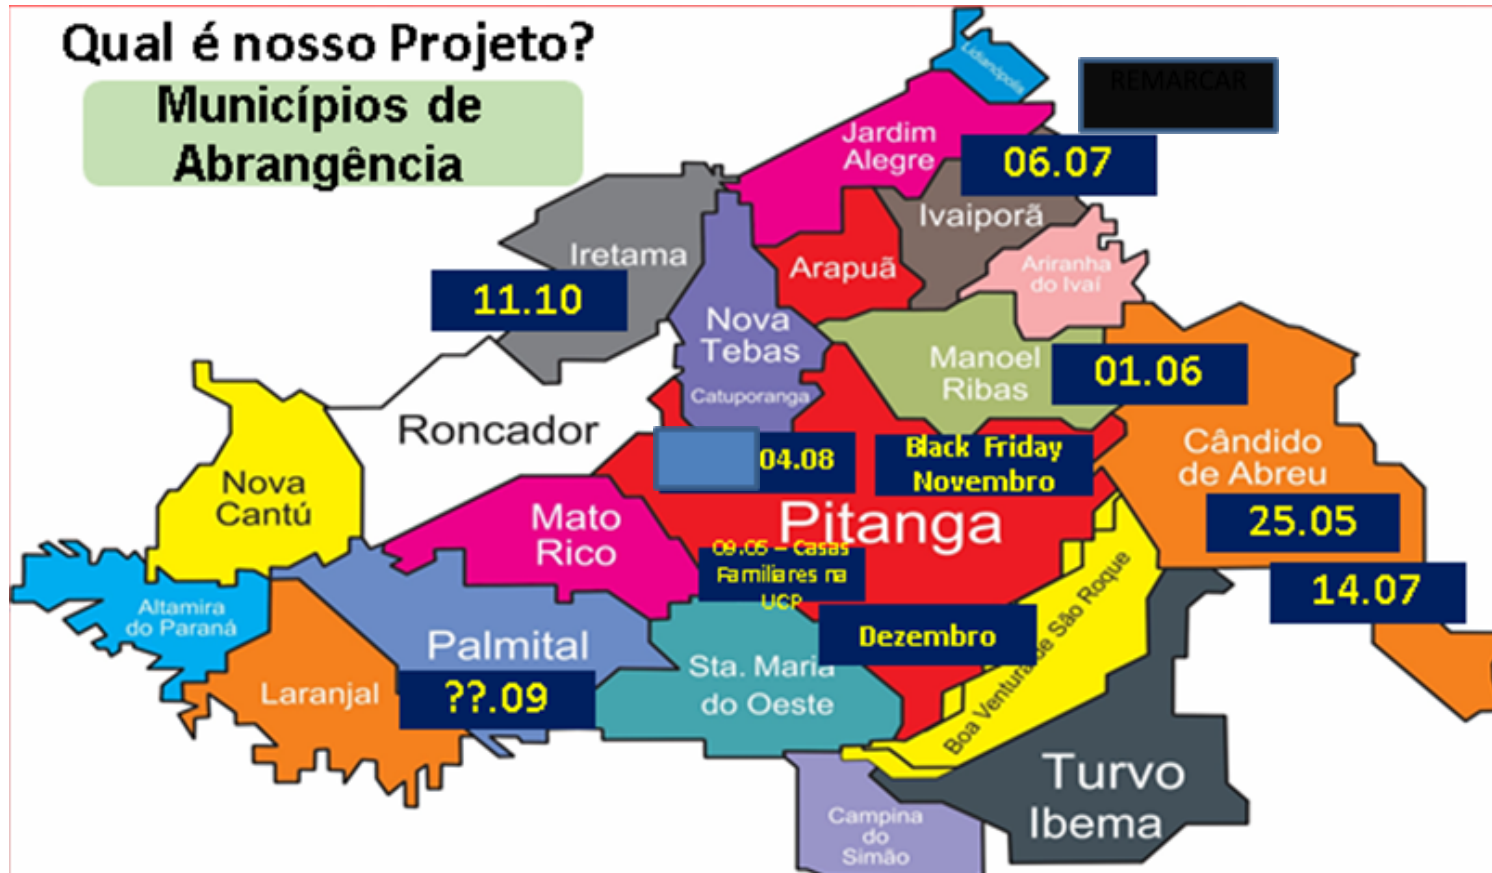 Qual é nosso Projeto?
Municípios de
Abrangência
Lidianópolis
REMARCAR
Jardim
Alegre
06.07
Ivaiporã
Iretama
Arapuã
Ariranha
do Ivaí
11.10
Nova
Tebas
Catuporanga
Manoel
Ribas
01.06
Roncador
Cândido
de Abreu
04.08
Black Friday
Novembro
Nova
Cantú
Mato
Rico
Pitanga
25.05
09.05 – Casas
Familiares na
UCP
14.07
Altamira
do Paraná
Palmital
Dezembro
Boa Ventura de São Roque
Laranjal
??.09
Sta. Maria
do Oeste
Turvo
Ibema
Campina
do
Simão